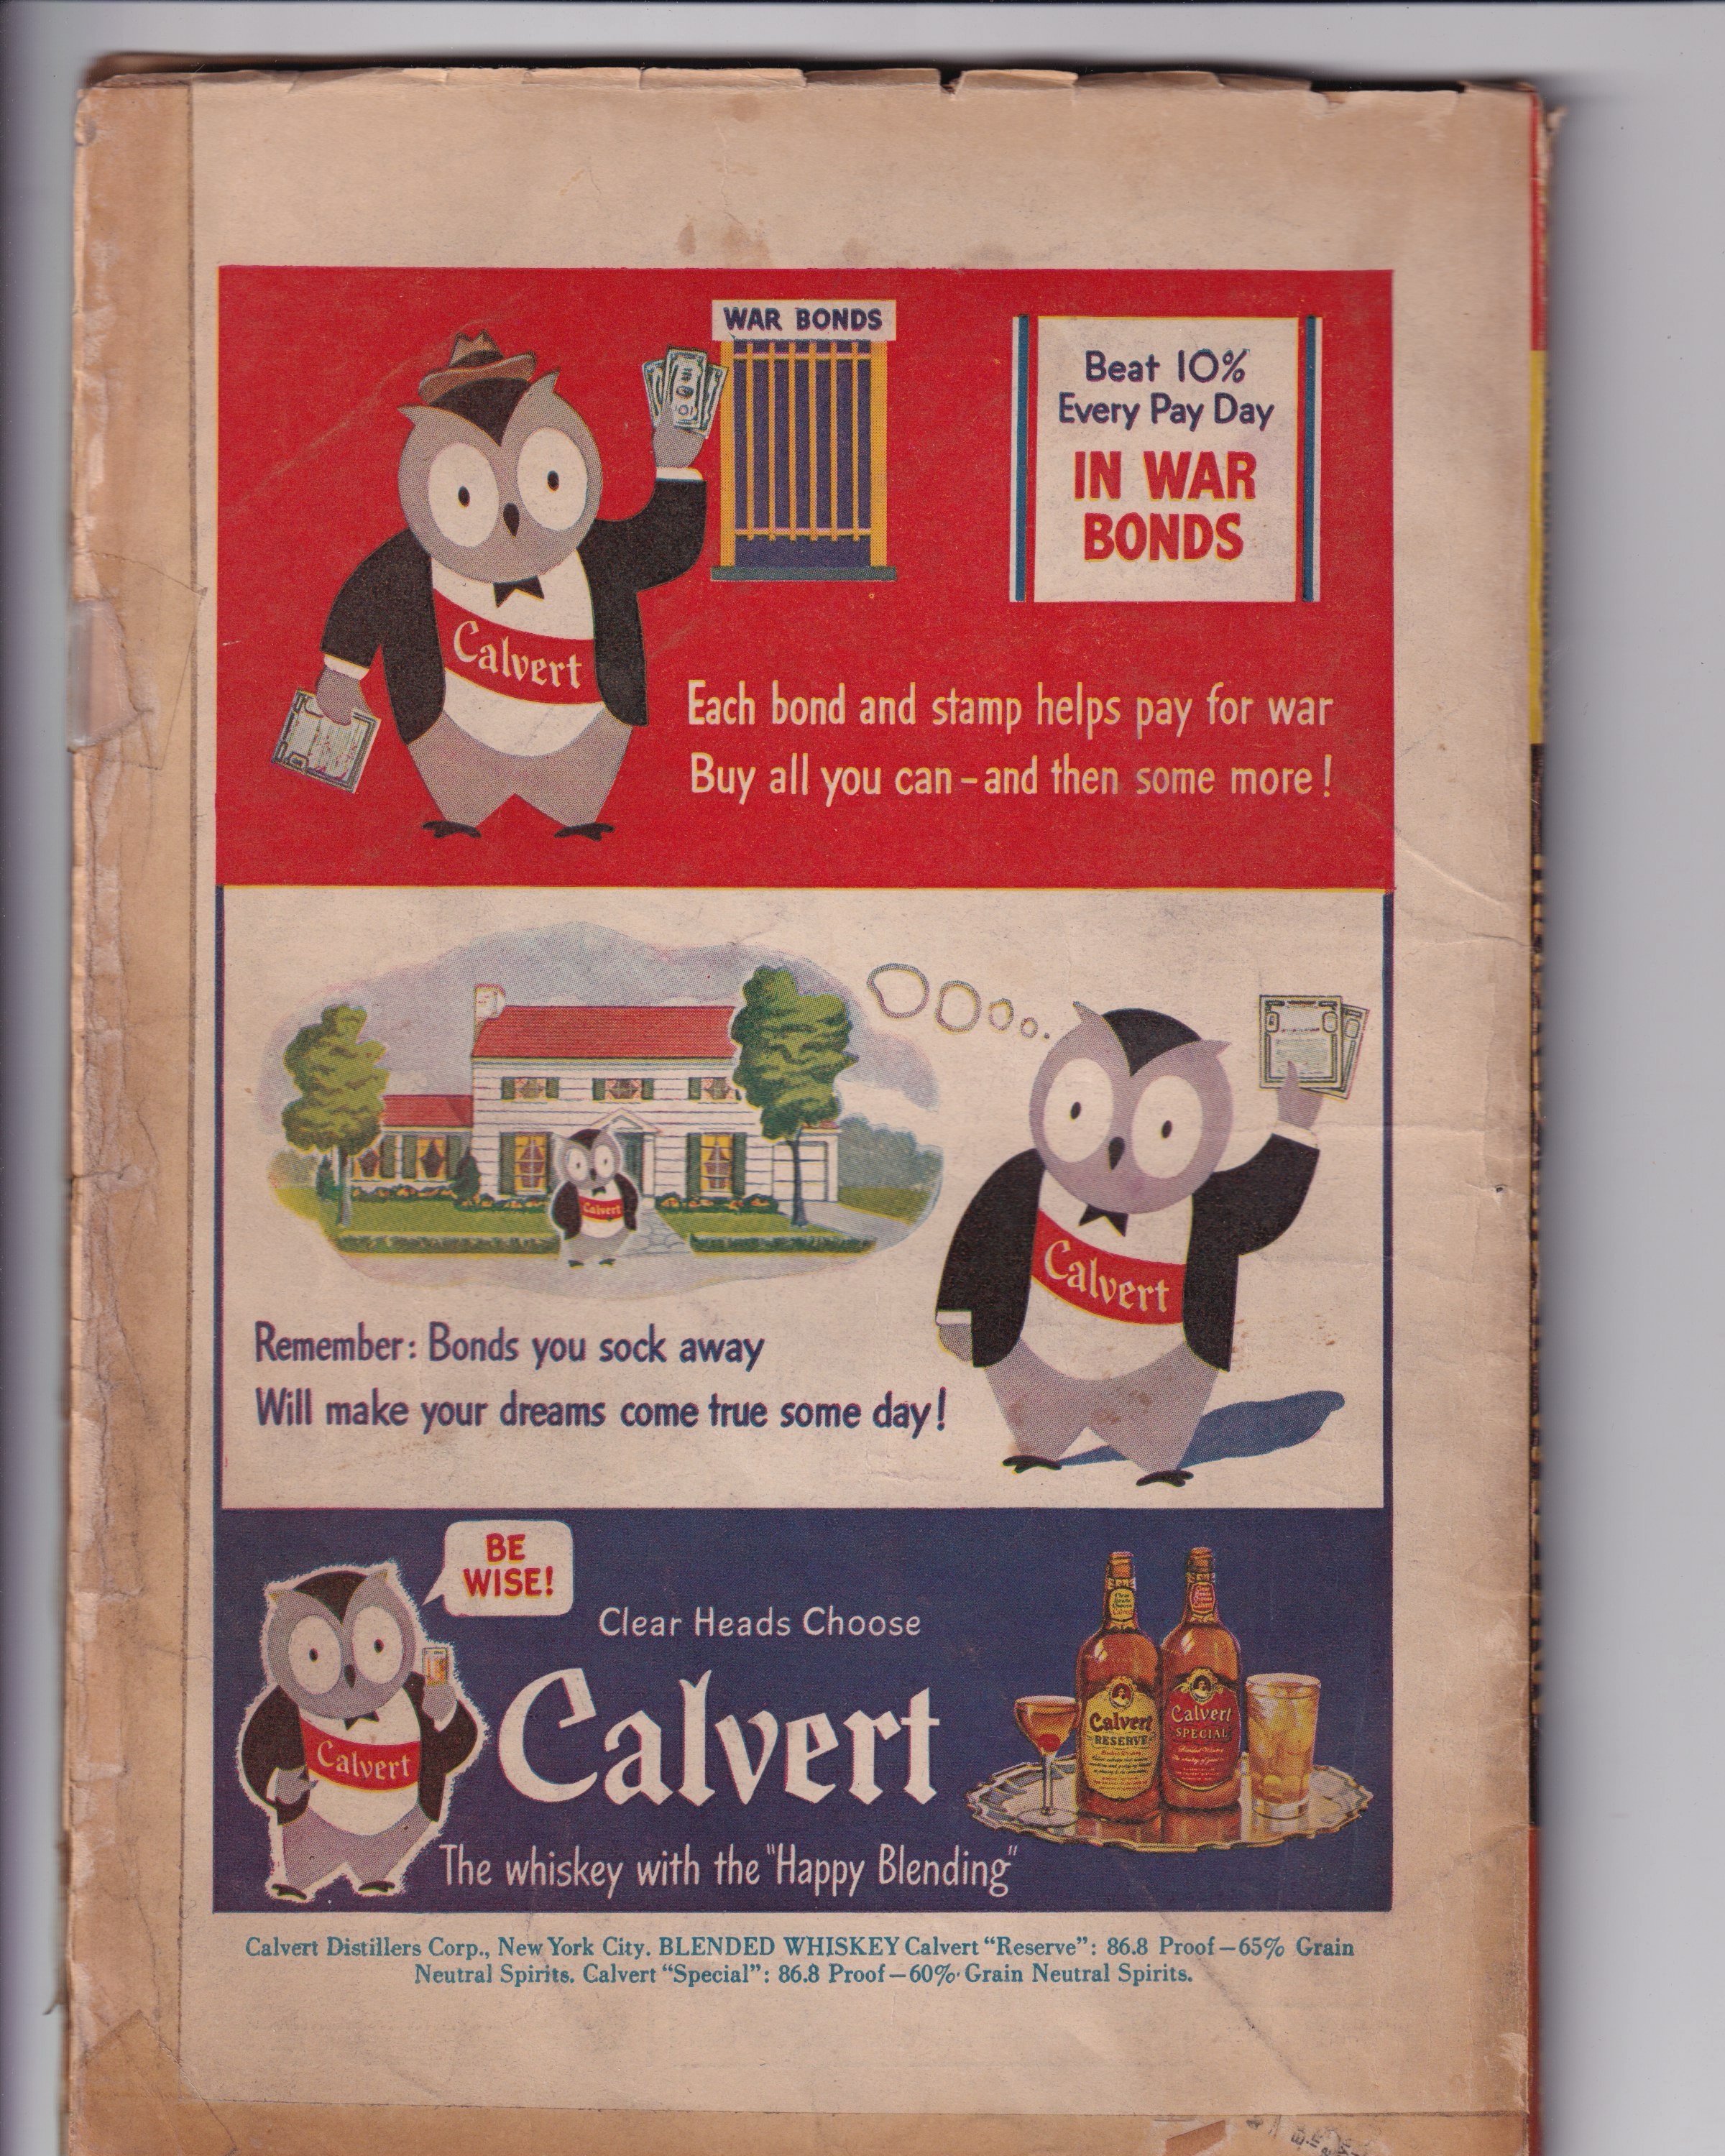 WAR BONDS
Beat 10%
Every Pay Day
IN WAR
BONDS
Calvert
Each bond and stamp helps pay for war
Buy all you can – and then some more!
Calvert
Calvert
Remember: Bonds you sock away
Will make your dreams come true some day!
BE
WISE!
Clear Heads Choose
Calvert
Calvert
Calvert
RESERVE
Calvert
SPECIAL
The whiskey with the "Happy Blending"
Calvert Distillers Corp., New York City. BLENDED WHISKEY Calvert “Reserve”: 86.8 Proof—65% Grain
Neutral Spirits. Calvert “Special”: 86.8 Proof—60% Grain Neutral Spirits.